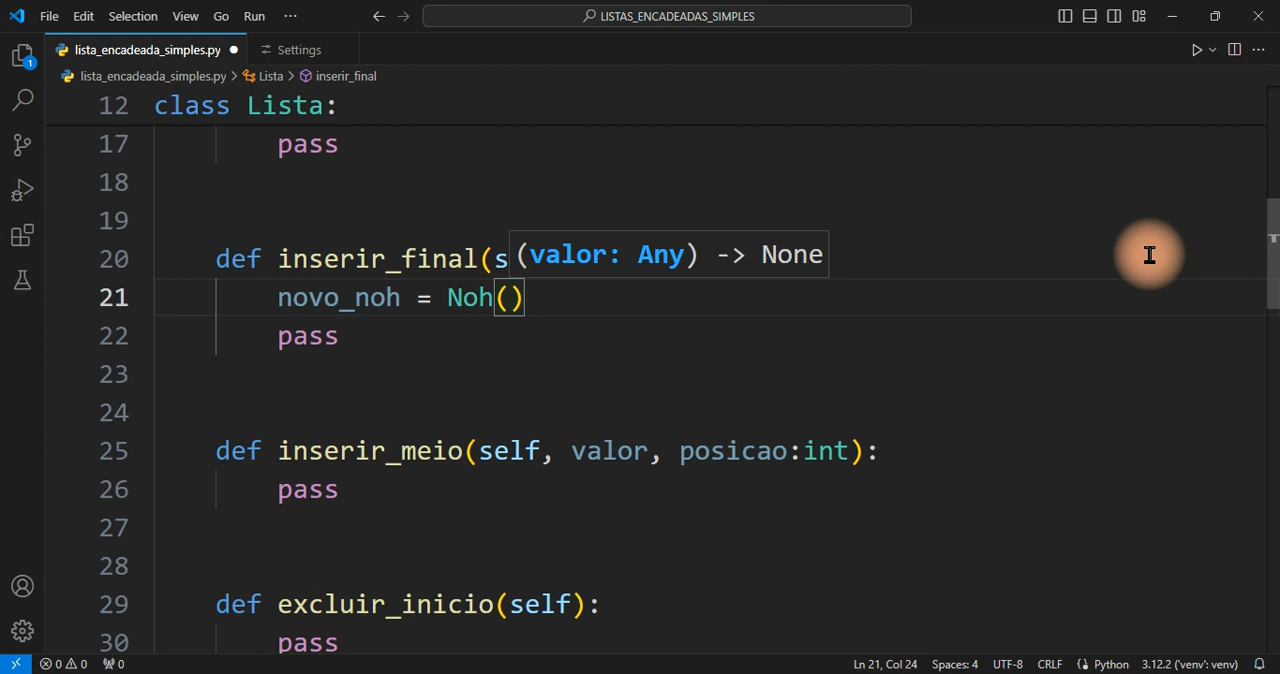 File Edit Selection View Go Run ··· LISTAS_ENCADEADAS_SIMPLES
lista_encadeada_simples.py Settings
lista_encadeada_simples.py > Lista > inserir_final
1
12 class Lista:
17 pass
18
19
20 def inserir_final(s (valor: Any) -> None
21 novo_noh = Noh()
22 pass
23
24
25 def inserir_meio(self, valor, posicao:int):
26 pass
27
28
29 def excluir_inicio(self):
30 pass
0 0 0 Ln 21, Col 24 Spaces: 4 UTF-8 CRLF Python 3.12.2 ('venv': venv)